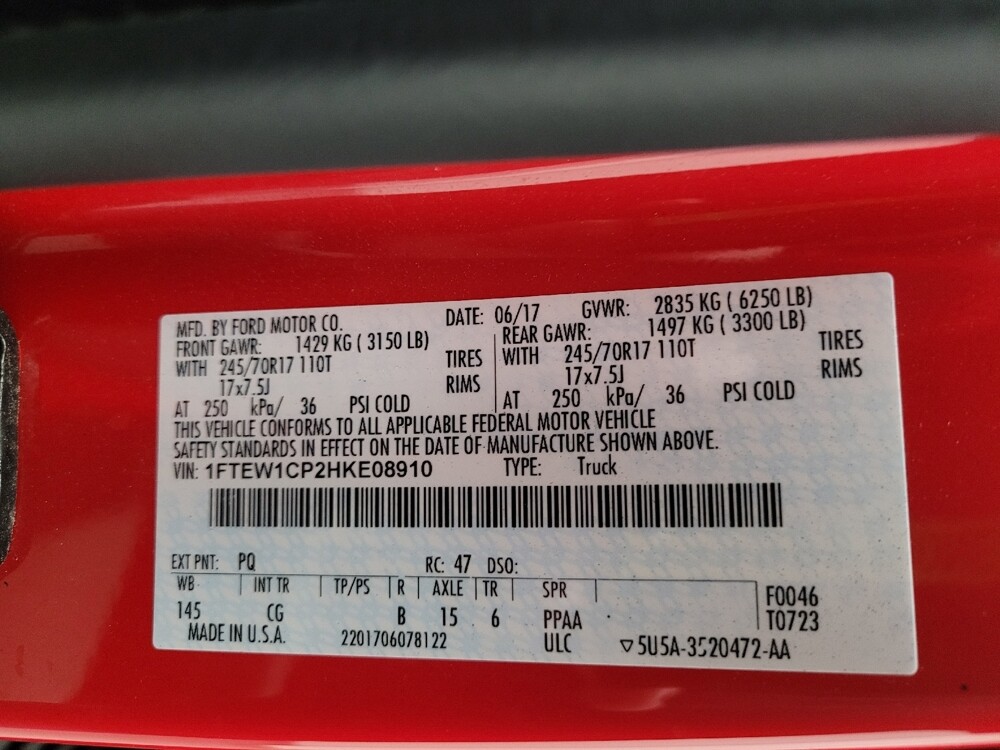 MFD. BY FORD MOTOR CO.
DATE: 06/17 GVWR: 2835 KG ( 6250 LB)
FRONT GAWR: 1429 KG ( 3150 LB)
WITH 245/70R17 110T TIRES
17x7.5J RIMS
AT 250 kPa/ 36 PSI COLD
REAR GAWR: 1497 KG ( 3300 LB)
WITH 245/70R17 110T TIRES
17x7.5J RIMS
AT 250 kPa/ 36 PSI COLD
THIS VEHICLE CONFORMS TO ALL APPLICABLE FEDERAL MOTOR VEHICLE
SAFETY STANDARDS IN EFFECT ON THE DATE OF MANUFACTURE SHOWN ABOVE.
VIN: 1FTEW1CP2HKE08910 TYPE: Truck
EXT PNT: PQ RC: 47 DSO:
WB INT TR TP/PS R AXLE TR SPR
145 CG B 15 6 PPAA
F0046
T0723
MADE IN U.S.A. 2201706078122 ULC ▽5U5A-3520472-AA